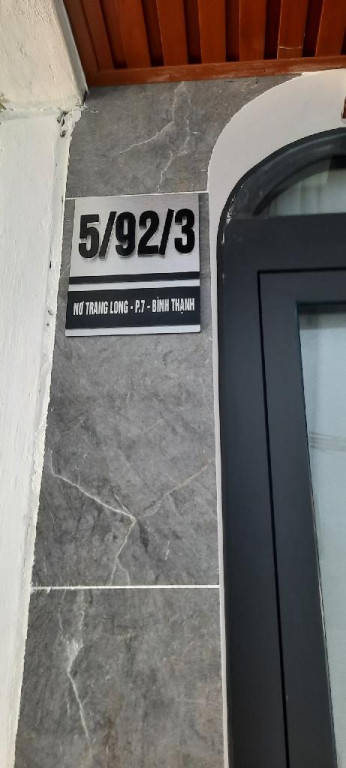 5/92/3
NƠ TRANG LONG - P.7 - BÌNH THẠNH